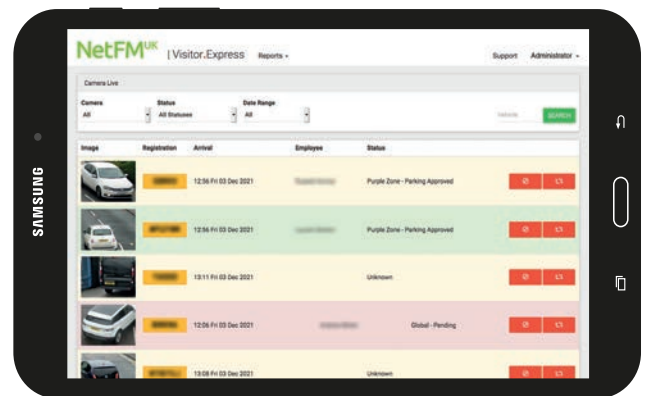 NetFMUK | Visitor.Express Reports Support Administrator
Camera Live
Camera Status Date Range
All All Statuses All Vehicle SEARCH
Image Registration Arrival Employee Status
12:56 Fri 03 Dec 2021 Purple Zone - Parking Approved
12:56 Fri 03 Dec 2021 Purple Zone - Parking Approved
13:11 Fri 03 Dec 2021 Unknown
12:06 Fri 03 Dec 2021 Global - Pending
13:08 Fri 03 Dec 2021 Unknown
SAMSUNG